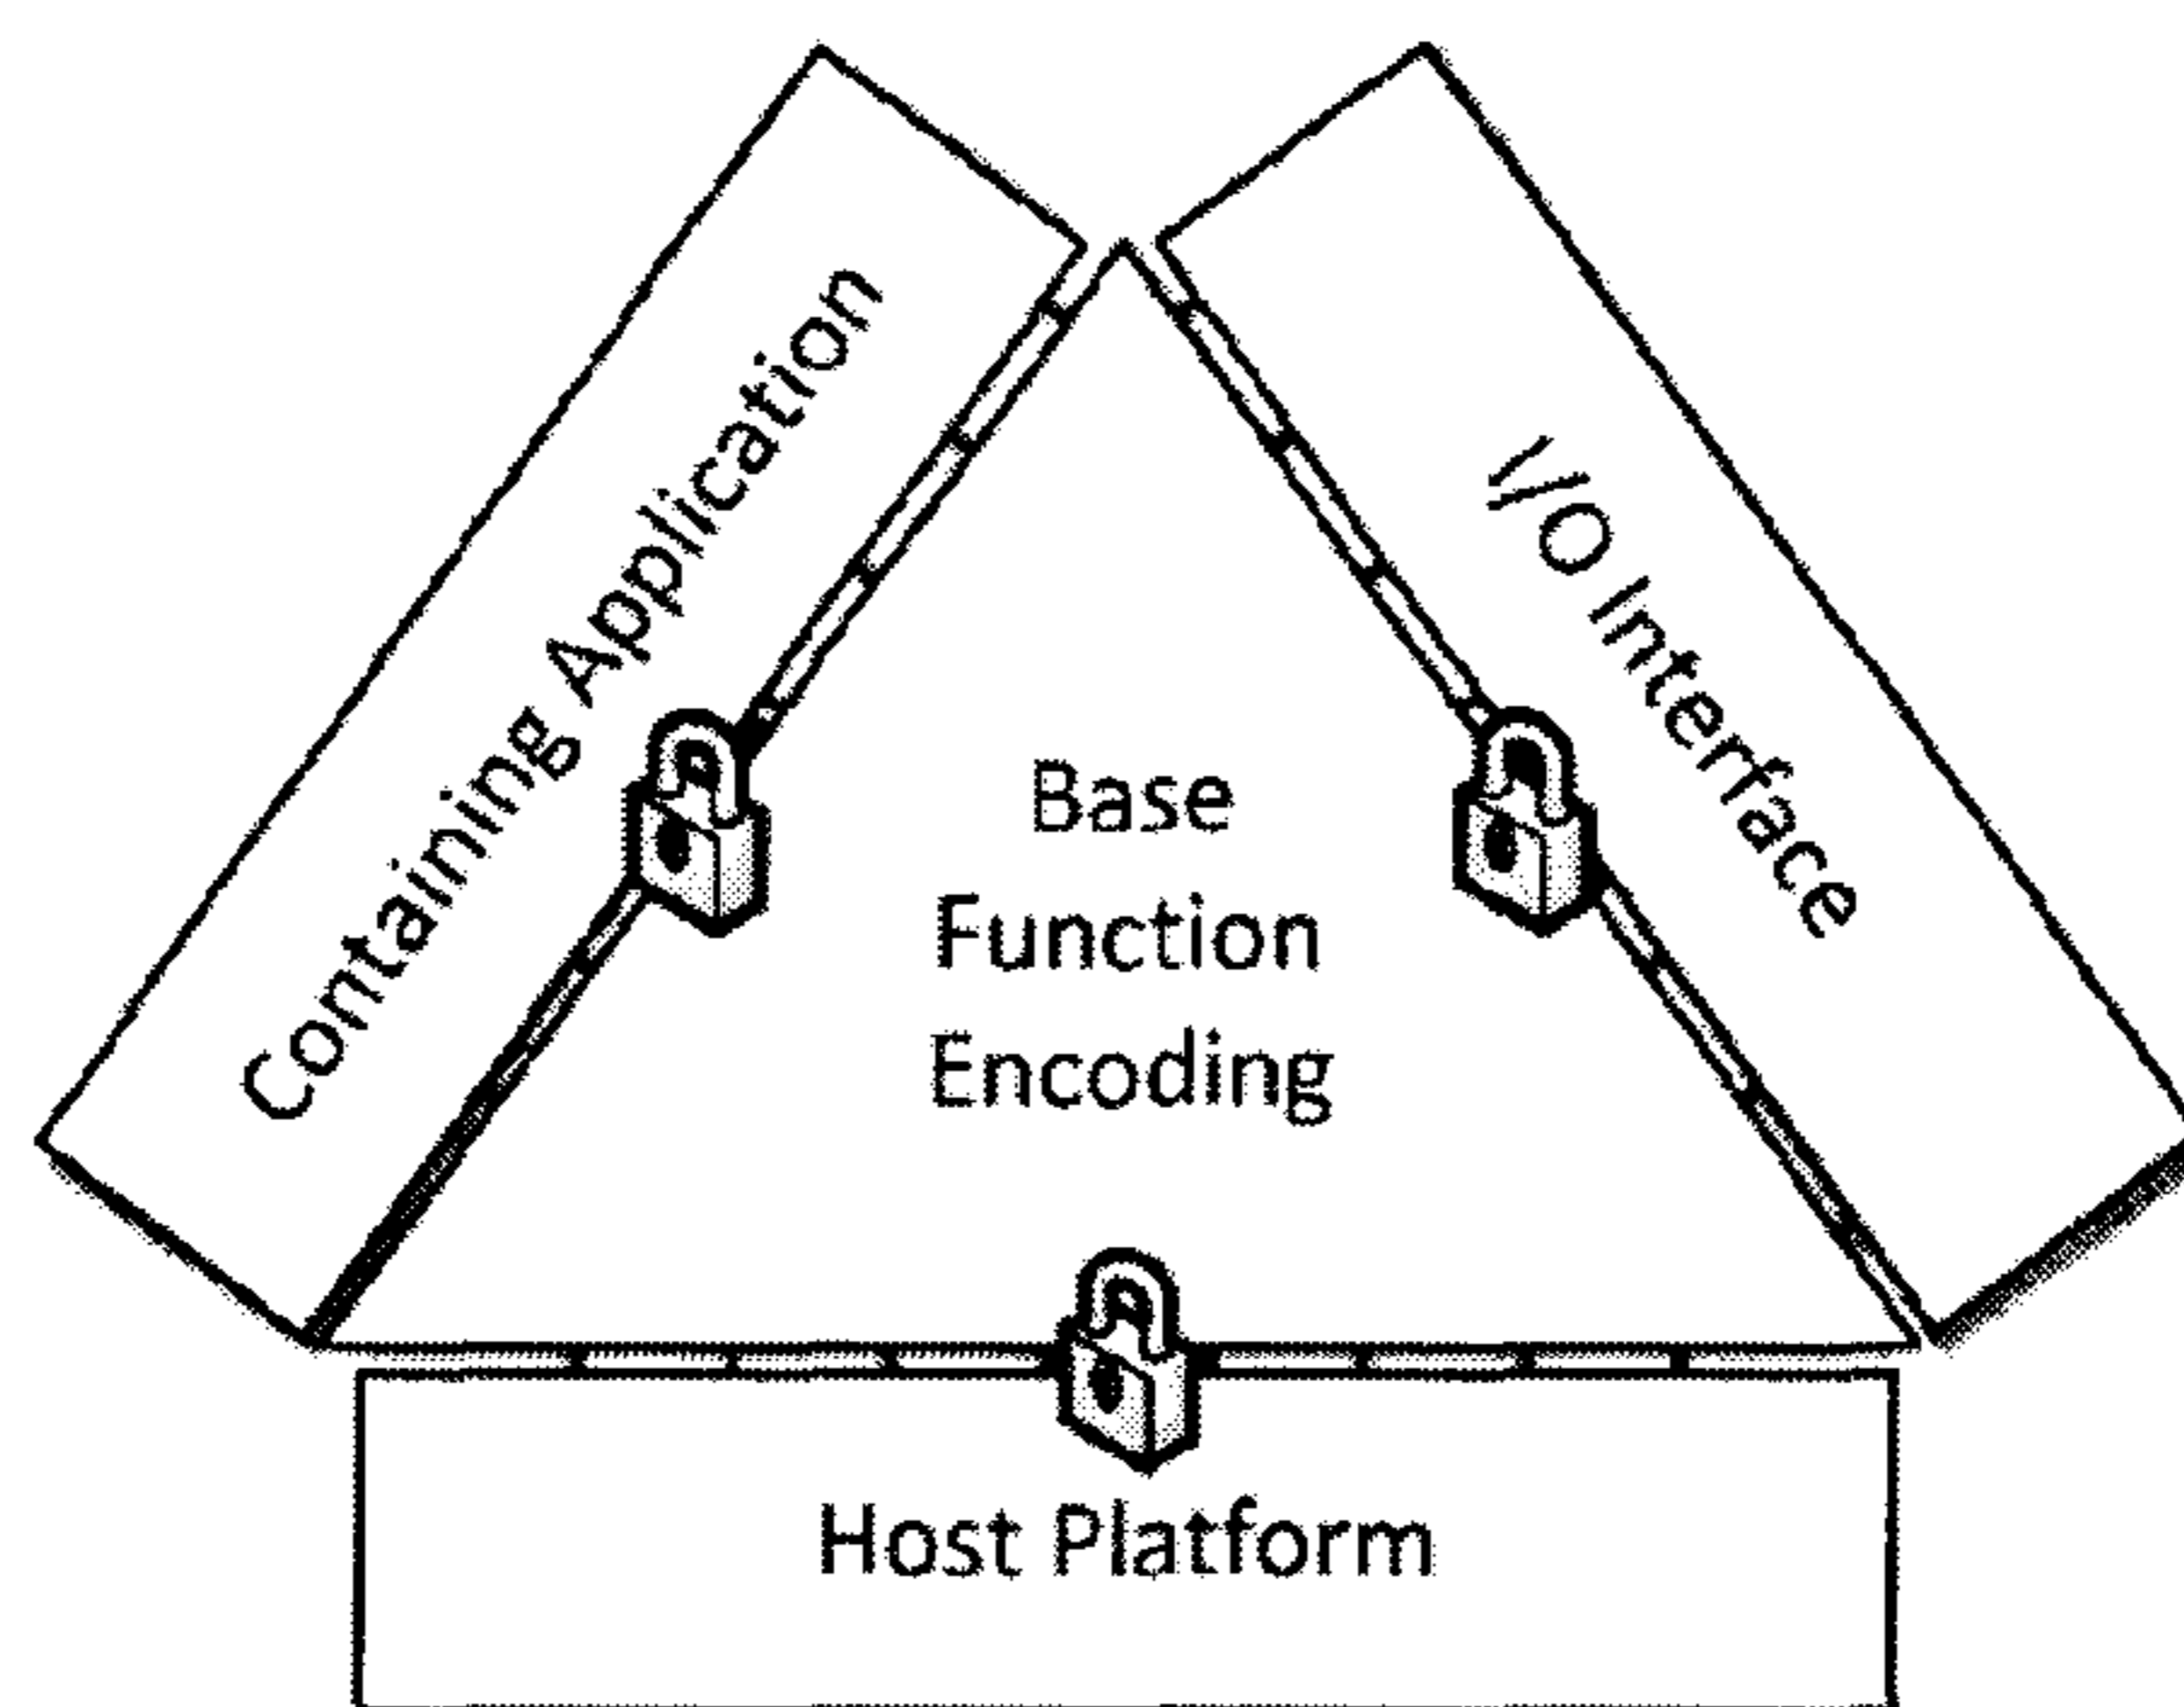 Containing Application
I/O Interface
Base
Function
Encoding
Host Platform